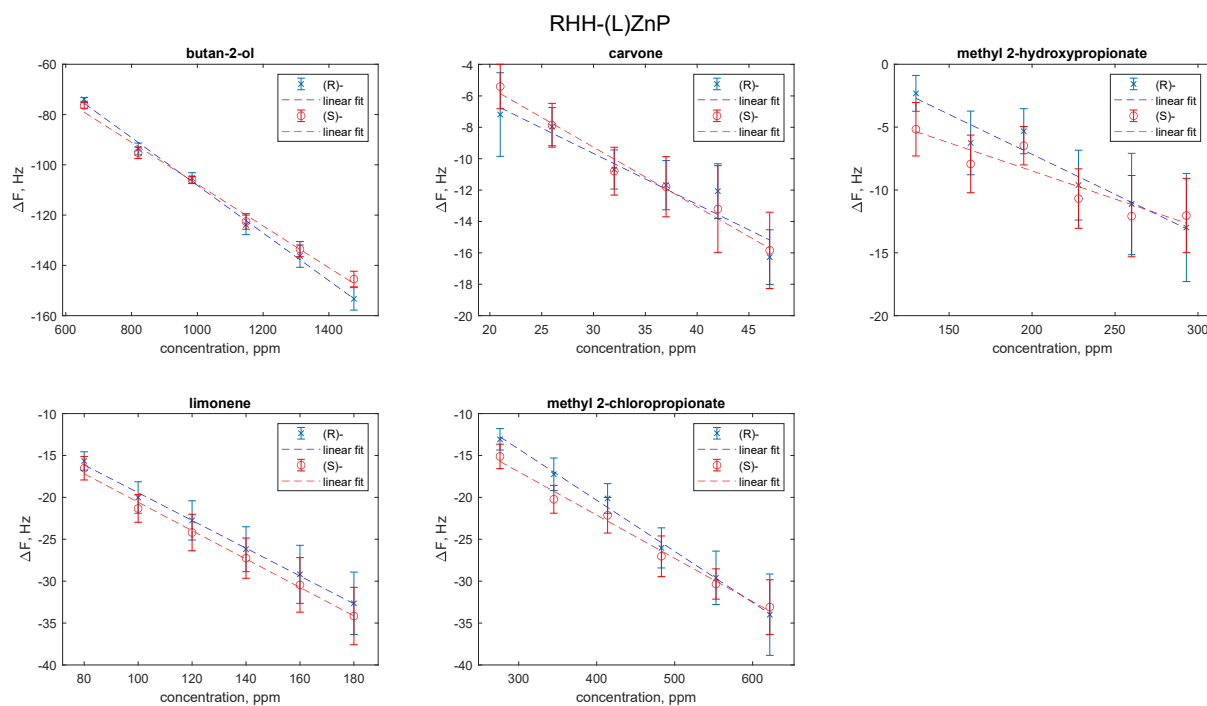 RHH-(L)ZnP
butan-2-ol
-60
-80
-100
-120
-140
-160
ΔF, Hz
600 800 1000 1200 1400
concentration, ppm
(R)-
linear fit
(S)-
linear fit
carvone
-4
-6
-8
-10
-12
-14
-16
-18
-20
ΔF, Hz
20 25 30 35 40 45
concentration, ppm
(R)-
linear fit
(S)-
linear fit
methyl 2-hydroxypropionate
0
-5
-10
-15
-20
ΔF, Hz
150 200 250 300
concentration, ppm
(R)-
linear fit
(S)-
linear fit
limonene
-10
-15
-20
-25
-30
-35
-40
ΔF, Hz
80 100 120 140 160 180
concentration, ppm
(R)-
linear fit
(S)-
linear fit
methyl 2-chloropropionate
-10
-15
-20
-25
-30
-35
-40
ΔF, Hz
300 400 500 600
concentration, ppm
(R)-
linear fit
(S)-
linear fit